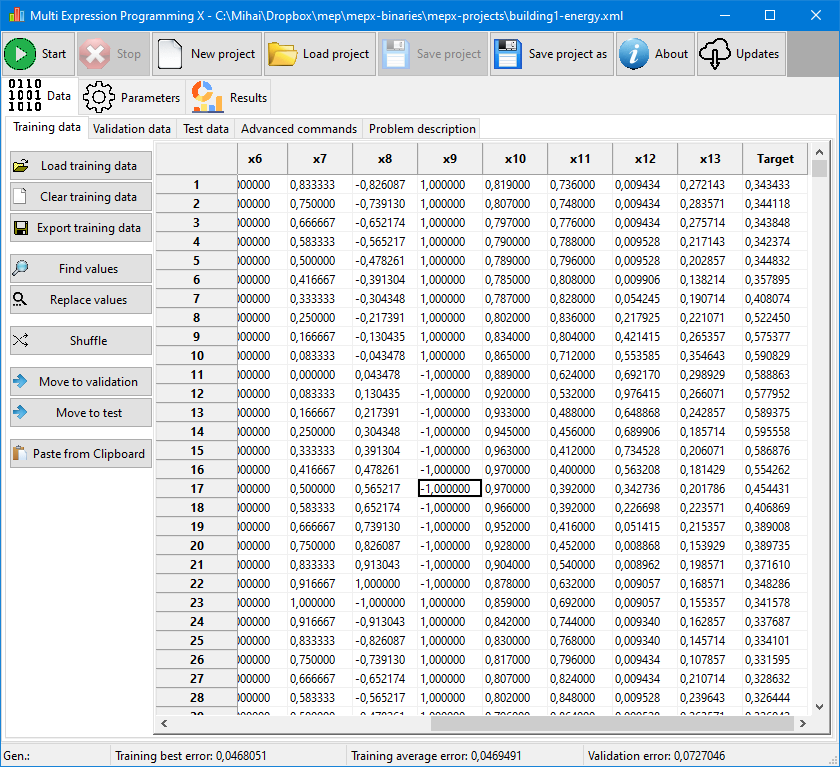 Multi Expression Programming X - C:\Mihai\Dropbox\mep\mepx-binaries\mepx-projects\building1-energy.xml
Start Stop New project Load project Save project Save project as About Updates
0110 1001 1010 Data Parameters Results
Training data Validation data Test data Advanced commands Problem description
Load training data
Clear training data
Export training data
Find values
Replace values
Shuffle
Move to validation
Move to test
Paste from Clipboard
x6 x7 x8 x9 x10 x11 x12 x13 Target
1 000000 0,833333 -0,826087 1,000000 0,819000 0,736000 0,009434 0,272143 0,343433
2 000000 0,750000 -0,739130 1,000000 0,807000 0,748000 0,009434 0,283571 0,344118
3 000000 0,666667 -0,652174 1,000000 0,797000 0,776000 0,009434 0,275714 0,343848
4 000000 0,583333 -0,565217 1,000000 0,790000 0,788000 0,009528 0,217143 0,342374
5 000000 0,500000 -0,478261 1,000000 0,789000 0,796000 0,009528 0,202857 0,344832
6 000000 0,416667 -0,391304 1,000000 0,785000 0,808000 0,009906 0,138214 0,357895
7 000000 0,333333 -0,304348 1,000000 0,787000 0,828000 0,054245 0,190714 0,408074
8 000000 0,250000 -0,217391 1,000000 0,802000 0,836000 0,217925 0,221071 0,522450
9 000000 0,166667 -0,130435 1,000000 0,834000 0,804000 0,421415 0,265357 0,575377
10 000000 0,083333 -0,043478 1,000000 0,865000 0,712000 0,553585 0,354643 0,590829
11 000000 0,000000 0,043478 -1,000000 0,889000 0,624000 0,692170 0,298929 0,588863
12 000000 0,083333 0,130435 -1,000000 0,920000 0,532000 0,976415 0,266071 0,577952
13 000000 0,166667 0,217391 -1,000000 0,933000 0,488000 0,648868 0,242857 0,589375
14 000000 0,250000 0,304348 -1,000000 0,945000 0,456000 0,689906 0,185714 0,595558
15 000000 0,333333 0,391304 -1,000000 0,963000 0,412000 0,734528 0,206071 0,586876
16 000000 0,416667 0,478261 -1,000000 0,970000 0,400000 0,563208 0,181429 0,554262
17 000000 0,500000 0,565217 -1,000000 0,970000 0,392000 0,342736 0,201786 0,454431
18 000000 0,583333 0,652174 -1,000000 0,966000 0,392000 0,226698 0,223571 0,406869
19 000000 0,666667 0,739130 -1,000000 0,952000 0,416000 0,051415 0,215357 0,389008
20 000000 0,750000 0,826087 -1,000000 0,928000 0,452000 0,008868 0,153929 0,389735
21 000000 0,833333 0,913043 -1,000000 0,904000 0,540000 0,008962 0,198571 0,371610
22 000000 0,916667 1,000000 -1,000000 0,878000 0,632000 0,009057 0,168571 0,348286
23 000000 1,000000 -1,000000 1,000000 0,859000 0,692000 0,009057 0,155357 0,341578
24 000000 0,916667 -0,913043 1,000000 0,842000 0,744000 0,009340 0,162857 0,337687
25 000000 0,833333 -0,826087 1,000000 0,830000 0,768000 0,009340 0,145714 0,334101
26 000000 0,750000 -0,739130 1,000000 0,817000 0,796000 0,009434 0,107857 0,331595
27 000000 0,666667 -0,652174 1,000000 0,807000 0,824000 0,009434 0,210714 0,328632
28 000000 0,583333 -0,565217 1,000000 0,802000 0,848000 0,009528 0,239643 0,326444
Gen.: Training best error: 0,0468051 Training average error: 0,0469491 Validation error: 0,0727046